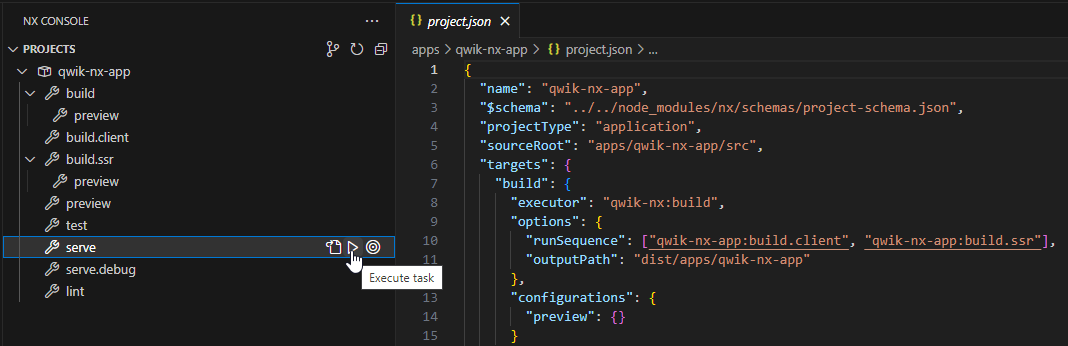 NX CONSOLE
PROJECTS
qwik-nx-app
build
preview
build.client
build.ssr
preview
preview
test
serve
serve.debug
lint
Execute task
{} project.json
apps > qwik-nx-app > {} project.json > ...
1 {
2 "name": "qwik-nx-app",
3 "$schema": "../../node_modules/nx/schemas/project-schema.json",
4 "projectType": "application",
5 "sourceRoot": "apps/qwik-nx-app/src",
6 "targets": {
7 "build": {
8 "executor": "qwik-nx:build",
9 "options": {
10 "runSequence": ["qwik-nx-app:build.client", "qwik-nx-app:build.ssr"],
11 "outputPath": "dist/apps/qwik-nx-app"
12 },
13 "configurations": {
14 "preview": {}
15 }